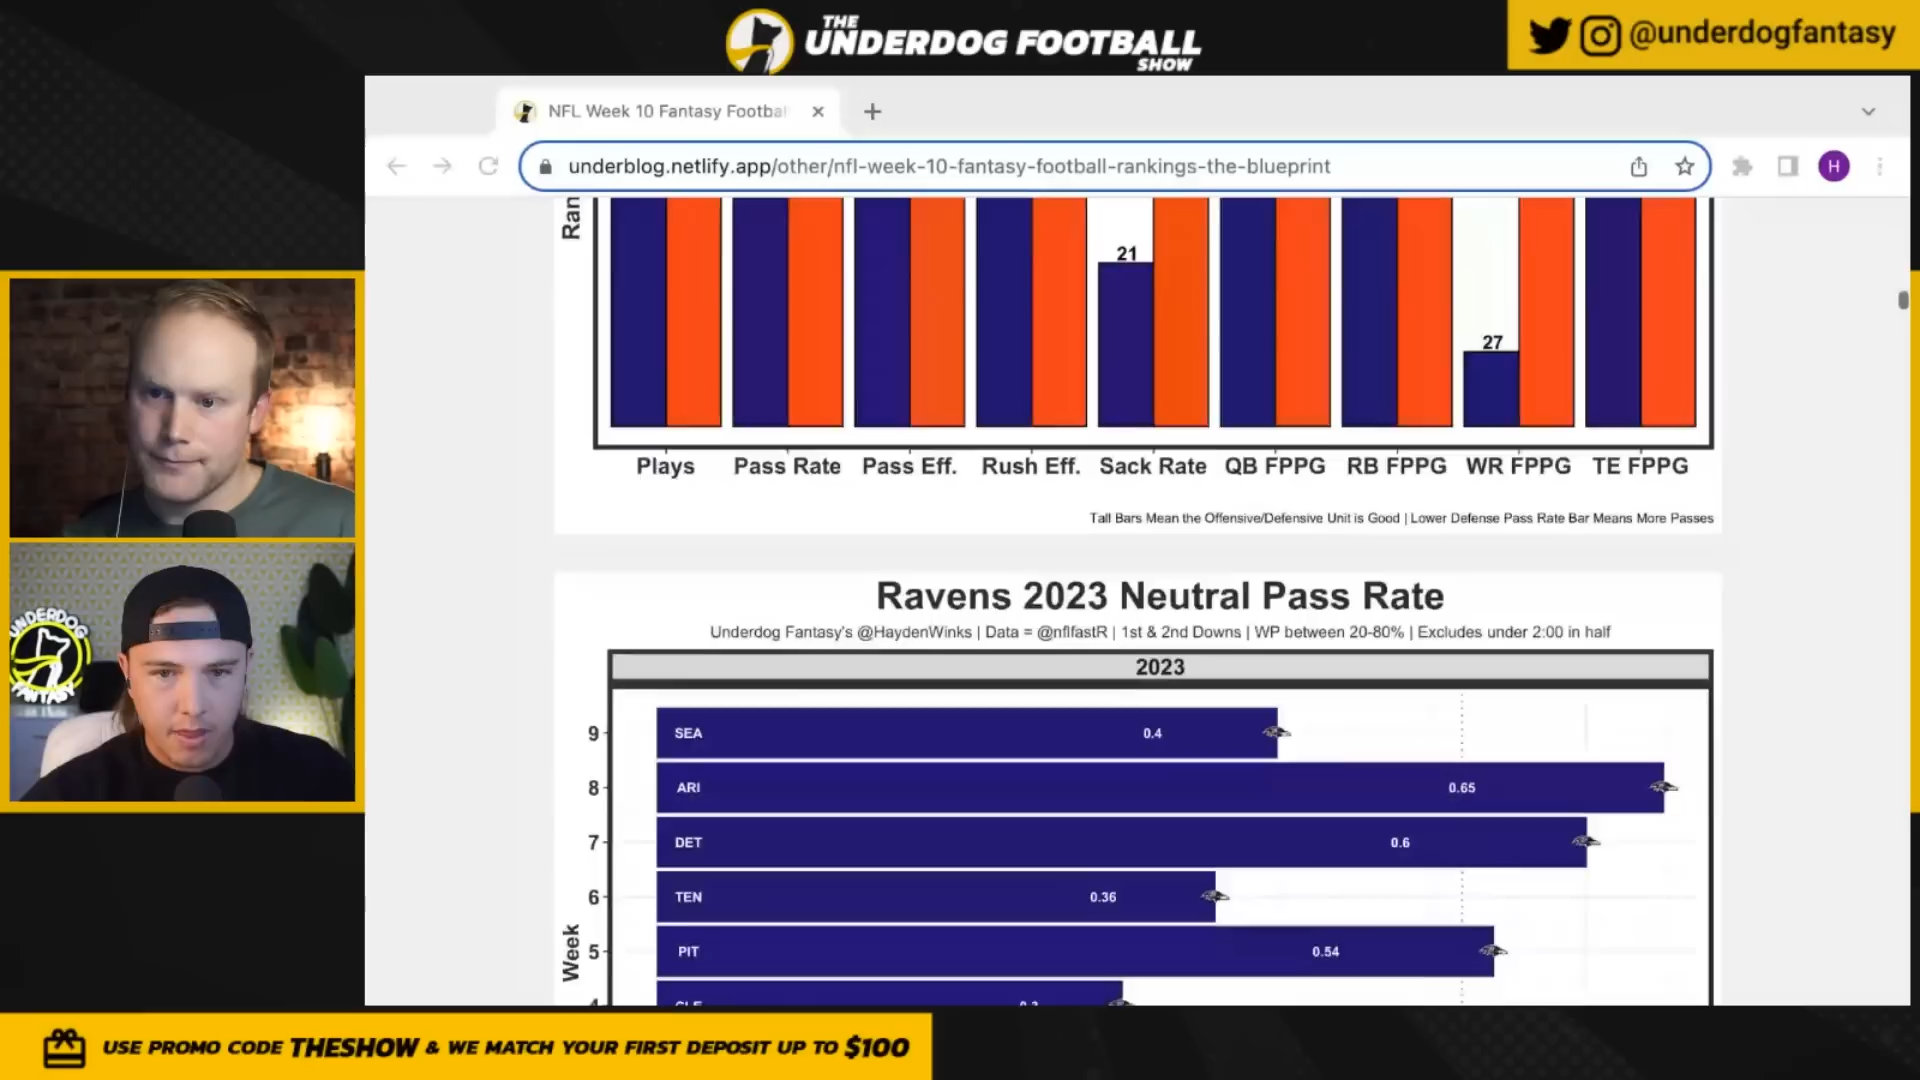 THE
UNDERDOG FOOTBALL
SHOW
@underdogfantasy
NFL Week 10 Fantasy Footbal
underblog.netlify.app/other/nfl-week-10-fantasy-football-rankings-the-blueprint
H
Ran
21
27
Plays Pass Rate Pass Eff. Rush Eff. Sack Rate QB FPPG RB FPPG WR FPPG TE FPPG
Tall Bars Mean the Offensive/Defensive Unit is Good | Lower Defense Pass Rate Bar Means More Passes
Ravens 2023 Neutral Pass Rate
Underdog Fantasy's @HaydenWinks | Data = @nflfastR | 1st & 2nd Downs | WP between 20-80% | Excludes under 2:00 in half
2023
9 SEA 0.4
8 ARI 0.65
7 DET 0.6
6 TEN 0.36
Week
5 PIT 0.54
4 CLE 0.3
UNDERDOG
FANTASY
USE PROMO CODE THESHOW & WE MATCH YOUR FIRST DEPOSIT UP TO $100